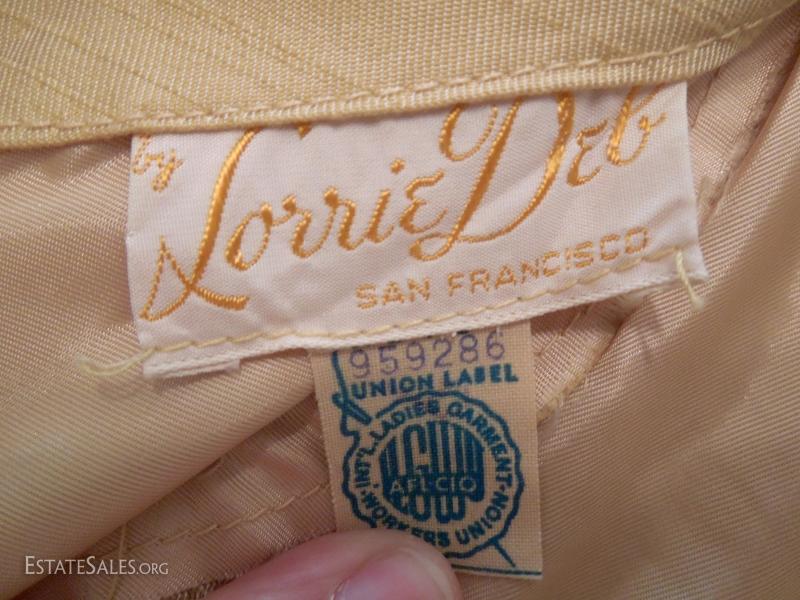 by
Lorrie Deb
SAN FRANCISCO
959286
UNION LABEL
INT'L. LADIES GARMENT WORKERS UNION
ILGWU
AFL-CIO
ESTATESALES.ORG